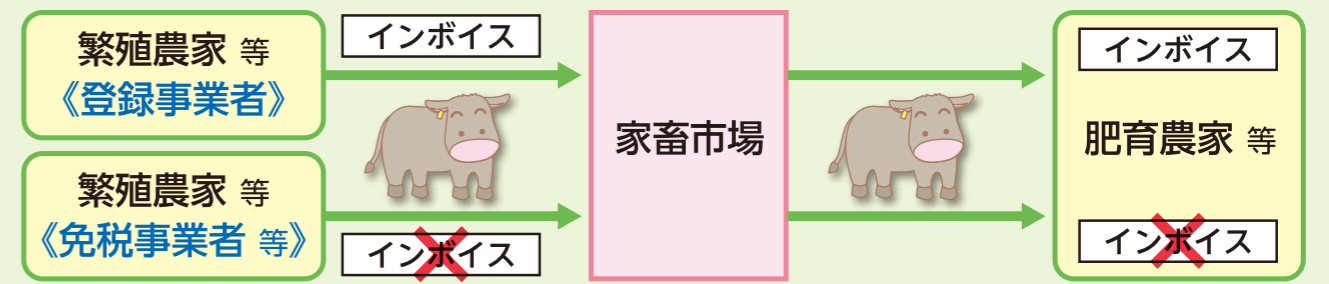 繁殖農家 等
《登録事業者》
インボイス
繁殖農家 等
《免税事業者 等》
インボイス
家畜市場
インボイス
肥育農家 等
インボイス